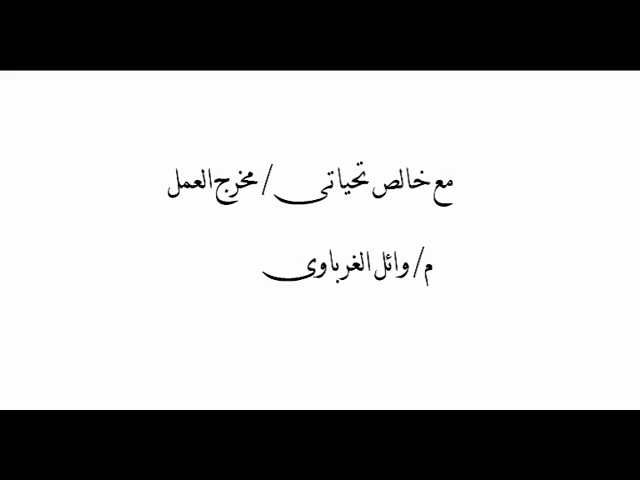 مع خالص تحياتى / مخرج العمل
م/ وائل الغرباوى